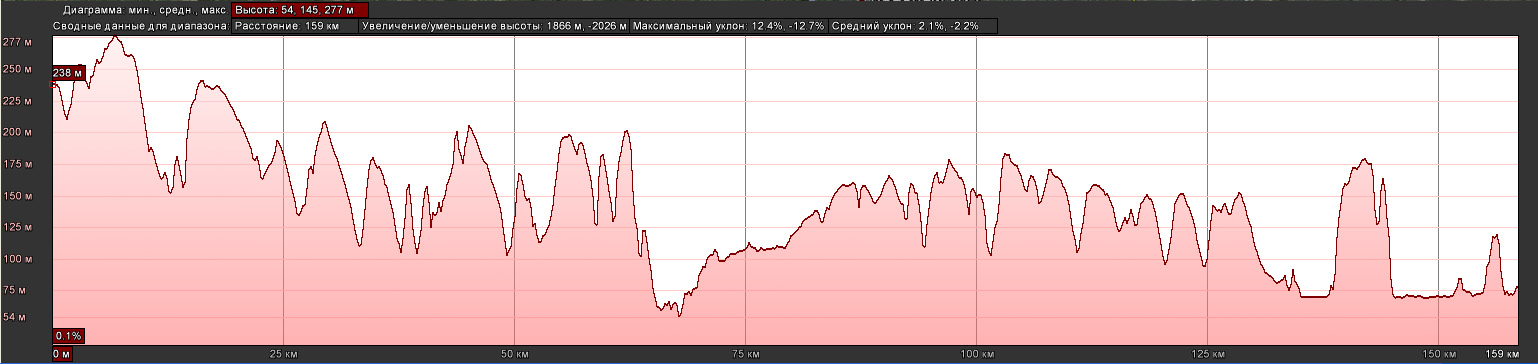 Диаграмма: мин., средн., макс. Высота: 54, 145, 277 м
Сводные данные для диапазона: Расстояние: 159 км Увеличение/уменьшение высоты: 1866 м, -2026 м Максимальный уклон: 12.4%, -12.7% Средний уклон: 2.1%, -2.2%
277 м
250 м
238 м
225 м
200 м
175 м
150 м
125 м
100 м
75 м
54 м
0.1%
0 м 25 км 50 км 75 км 100 км 125 км 150 км 159 км